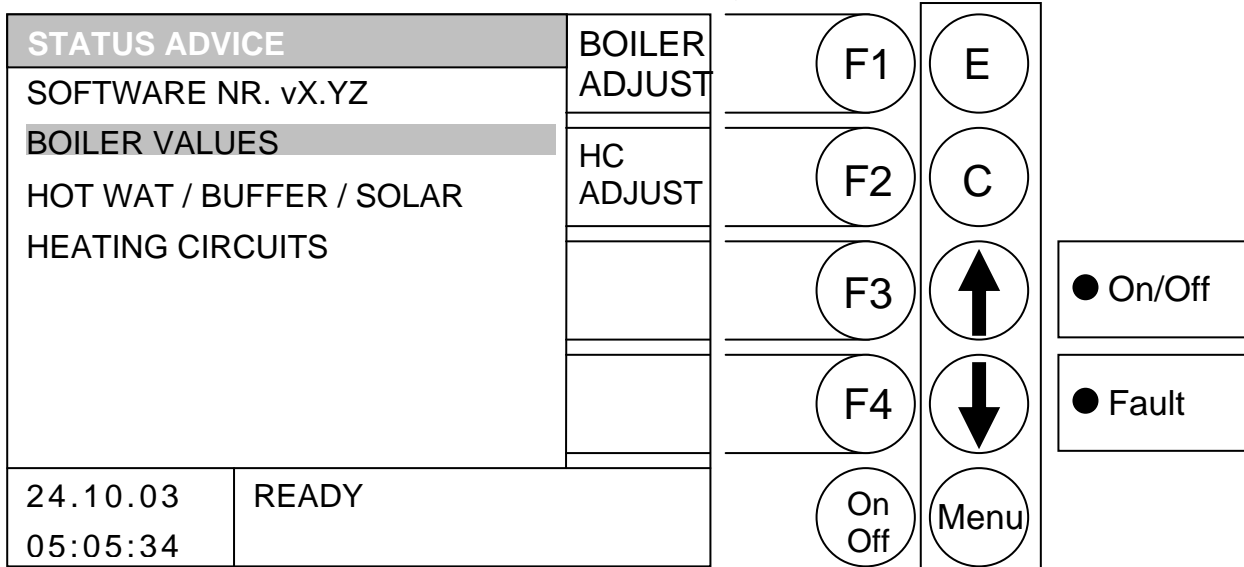 STATUS ADVICE
SOFTWARE NR. vX.YZ
BOILER VALUES
HOT WAT / BUFFER / SOLAR
HEATING CIRCUITS
BOILER
ADJUST
HC
ADJUST
24.10.03
05:05:34
READY
F1
E
F2
C
F3
F4
On
Off
Menu
On/Off
Fault